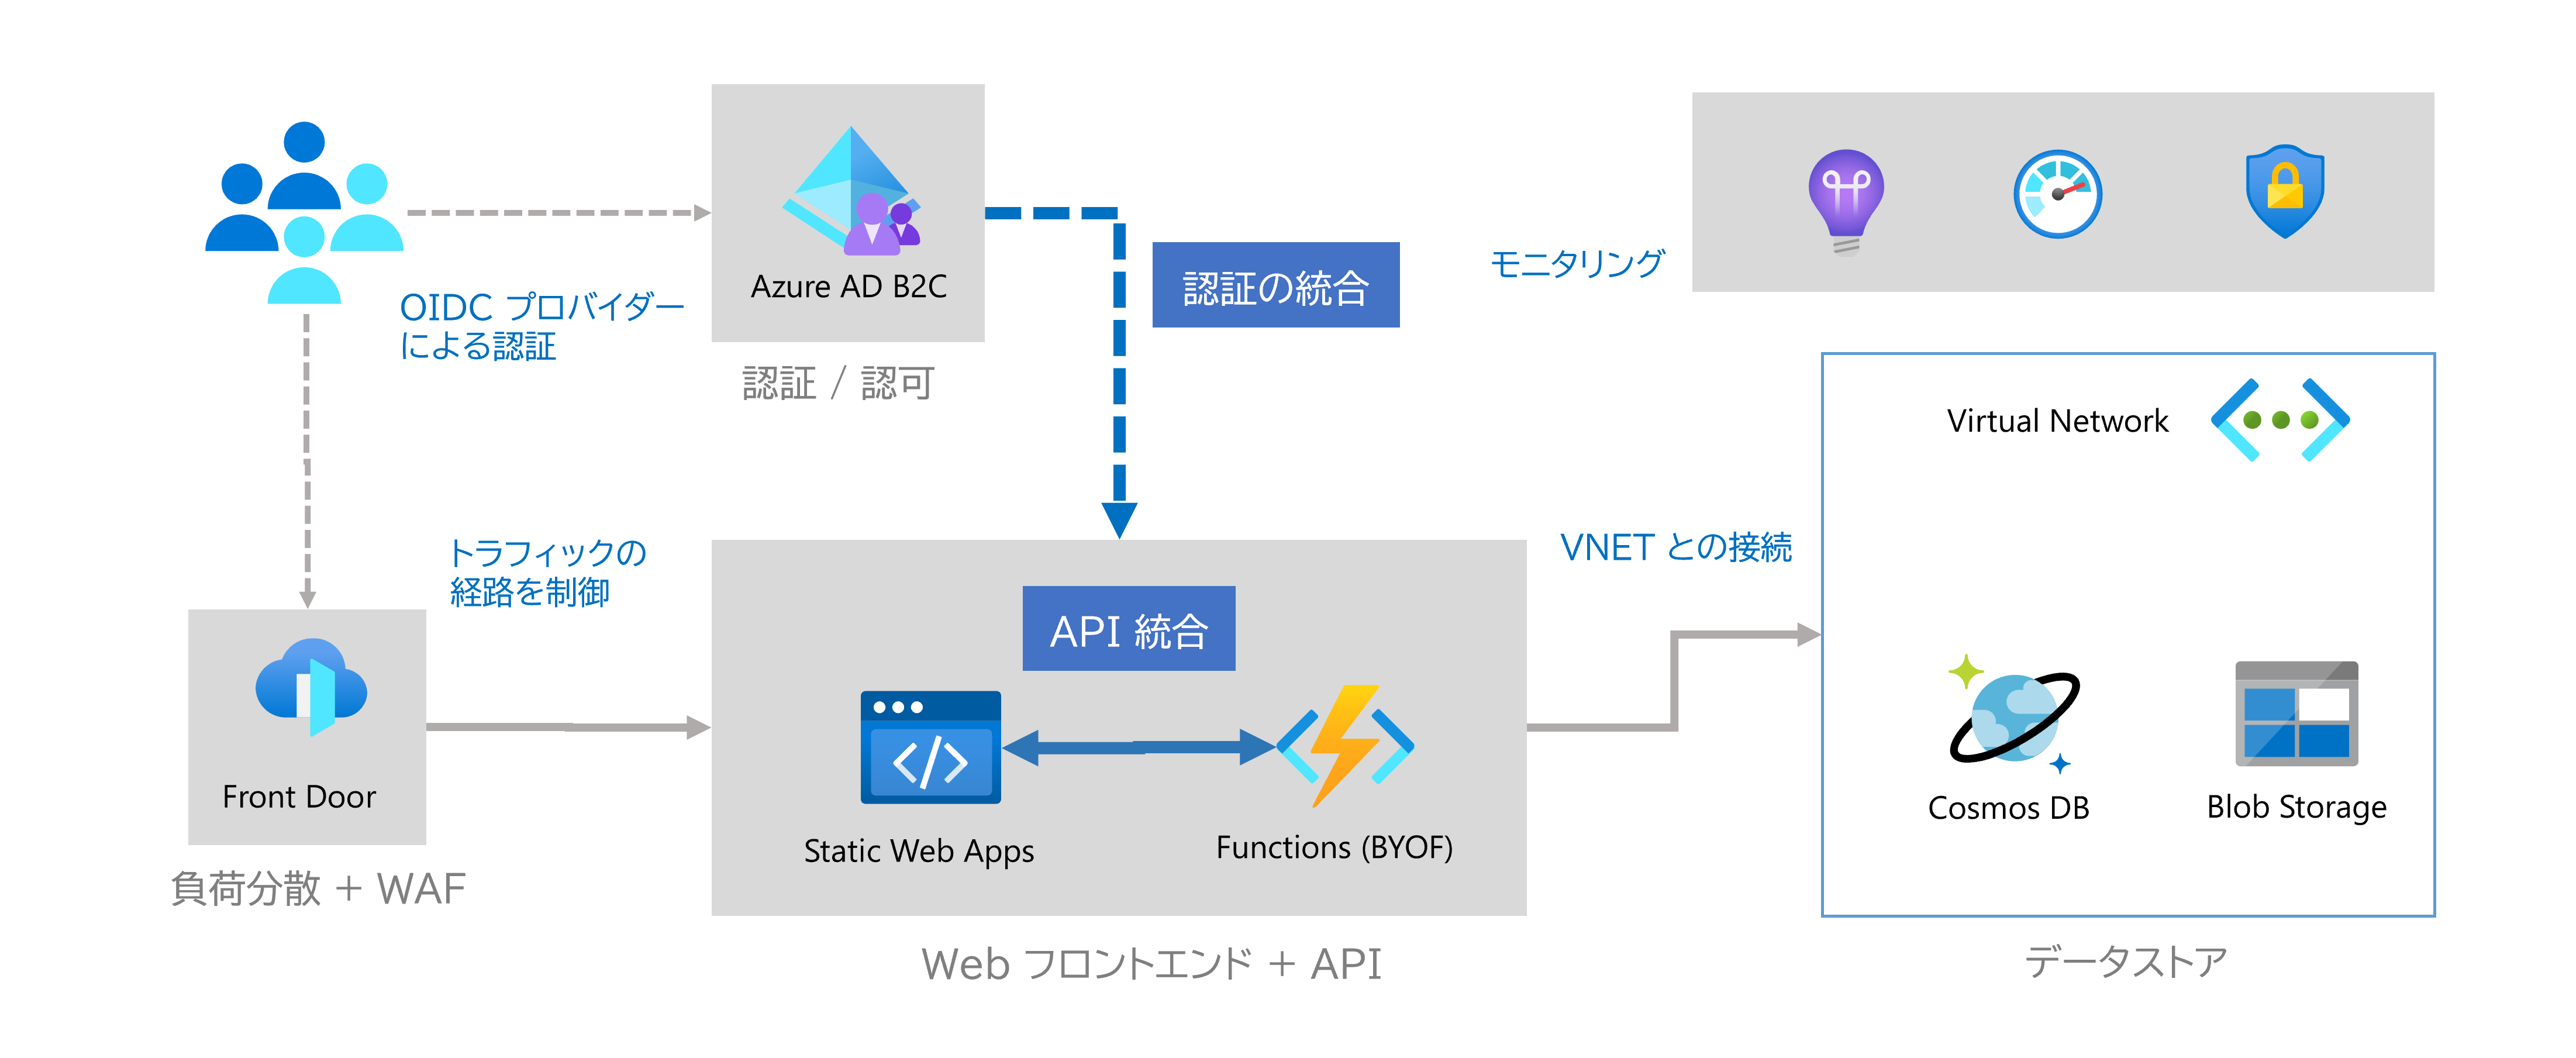 Azure AD B2C
認証の統合
モニタリング
OIDC プロバイダー
による認証
認証 / 認可
Virtual Network
トラフィックの
経路を制御
VNET との接続
API 統合
Front Door
Static Web Apps
Functions (BYOF)
Cosmos DB
Blob Storage
負荷分散 + WAF
Web フロントエンド + API
データストア